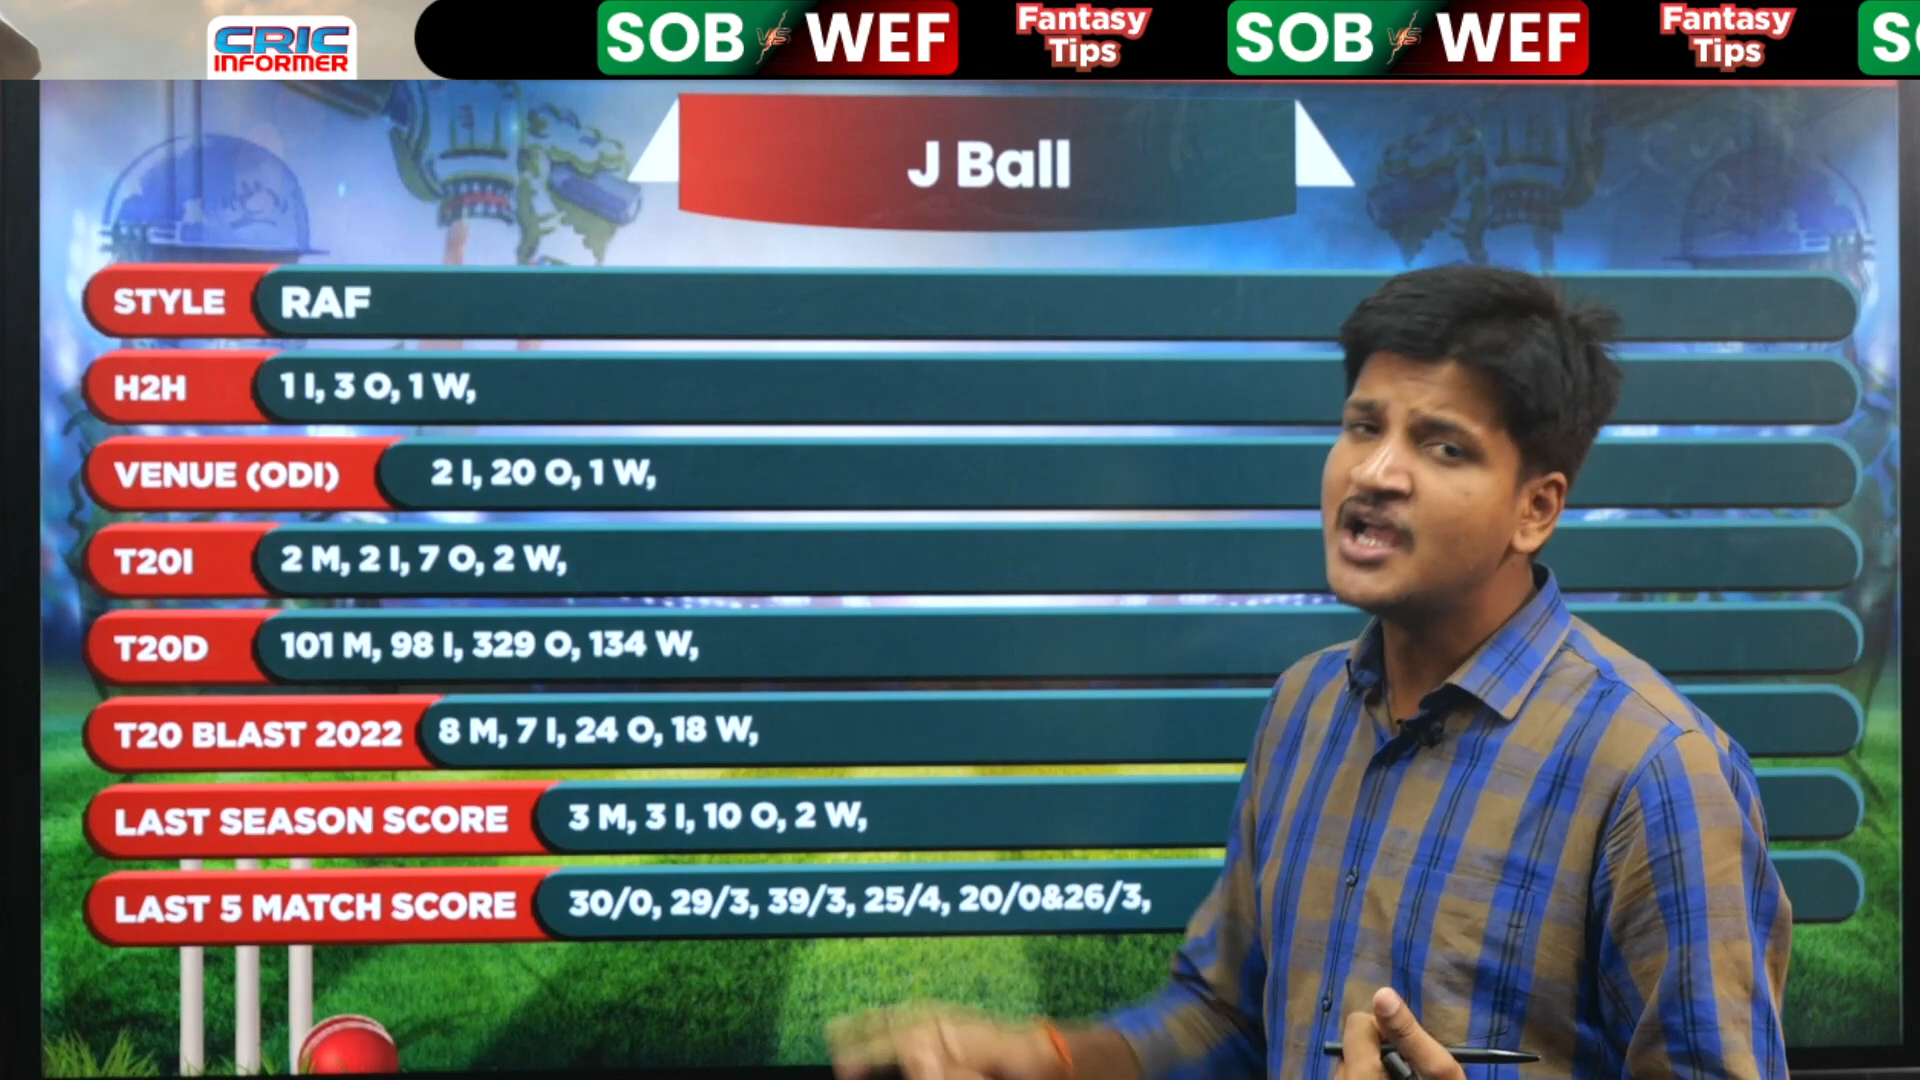 CRIC
INFORMER
SOB VS WEF
Fantasy
Tips
SOB VS WEF
Fantasy
Tips
J Ball
STYLE RAF
H2H 1 I, 3 O, 1 W,
VENUE (ODI) 2 I, 20 O, 1 W,
T20I 2 M, 2 I, 7 O, 2 W,
T20D 101 M, 98 I, 329 O, 134 W,
T20 BLAST 2022 8 M, 7 I, 24 O, 18 W,
LAST SEASON SCORE 3 M, 3 I, 10 O, 2 W,
LAST 5 MATCH SCORE 30/0, 29/3, 39/3, 25/4, 20/0&26/3,